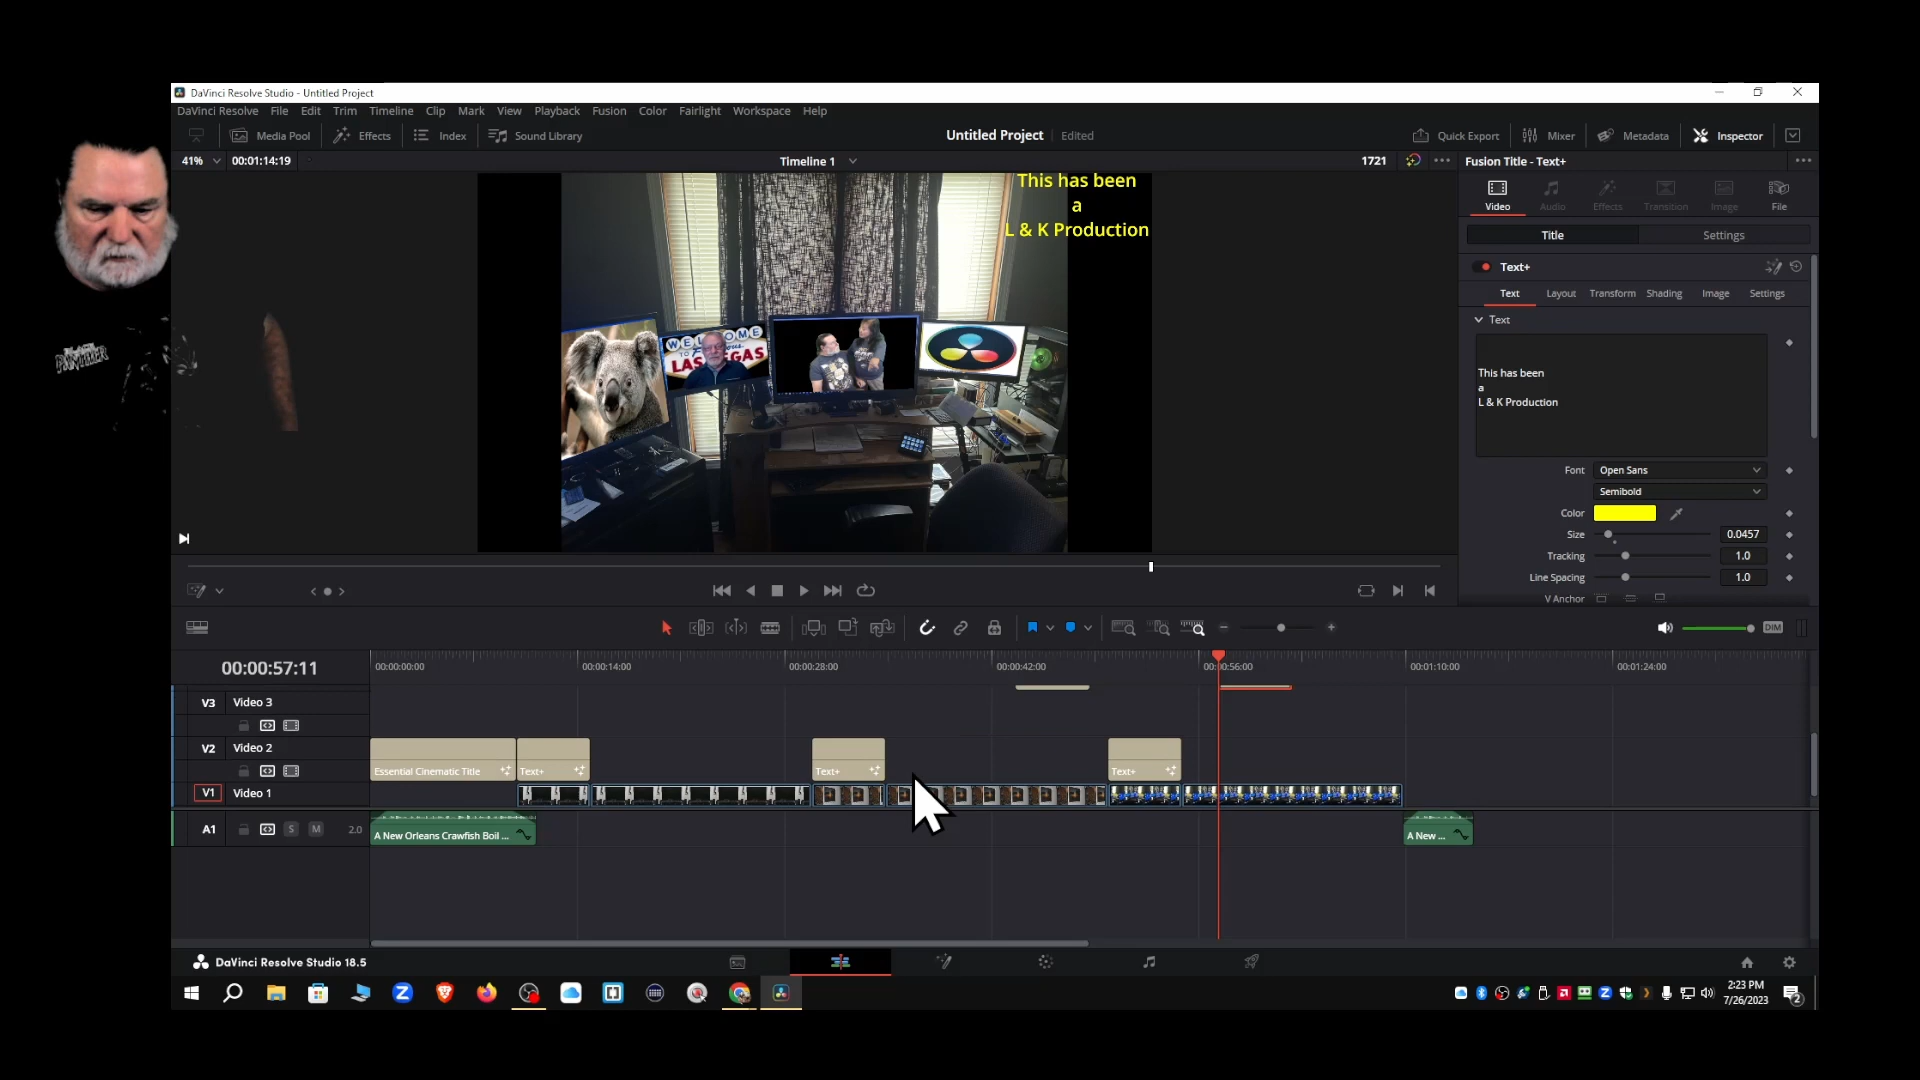 DaVinci Resolve Studio - Untitled Project
DaVinci Resolve File Edit Trim Timeline Clip Mark View Playback Fusion Color Fairlight Workspace Help
Media Pool Effects Index Sound Library Untitled Project Edited Quick Export Mixer Metadata Inspector
41% 00:01:14:19 Timeline 1 1721 Fusion Title - Text+
This has been
a
L & K Production
WELCOME
TO
LAS VEGAS
Video Audio Effects Transition Image File
Title Settings
Text+
Text Layout Transform Shading Image Settings
Text
This has been
a
L & K Production
Font Open Sans
Semibold
Color
Size 0.0457
Tracking 1.0
Line Spacing 1.0
V Anchor
PANTHER
DIM
00:00:57:11 00:00:00:00 00:00:14:00 00:00:28:00 00:00:42:00 00:00:56:00 00:01:10:00 00:01:24:00
V3 Video 3
V2 Video 2
Essential Cinematic Title Text+ Text+ Text+
V1 Video 1
A1 S M 2.0
A New Orleans Crawfish Boil ... A New ...
DaVinci Resolve Studio 18.5
2:23 PM
7/26/2023
2